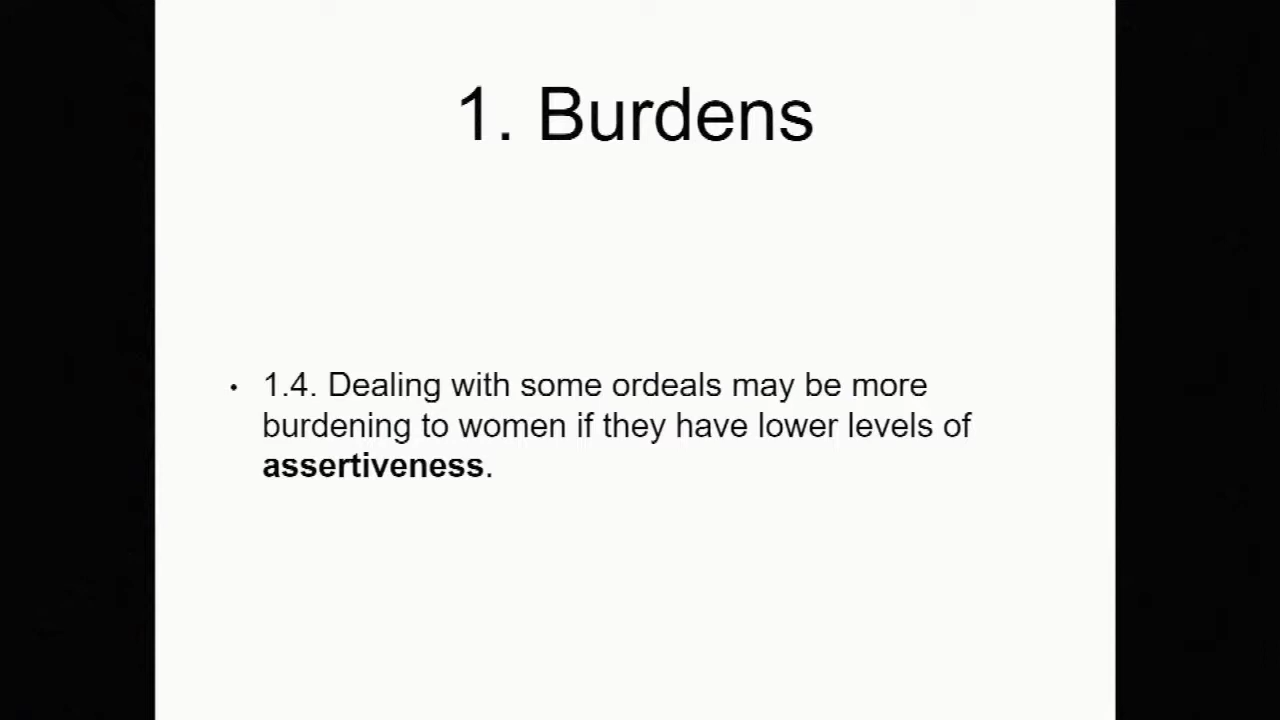 1. Burdens
• 1.4. Dealing with some ordeals may be more
burdening to women if they have lower levels of
assertiveness.